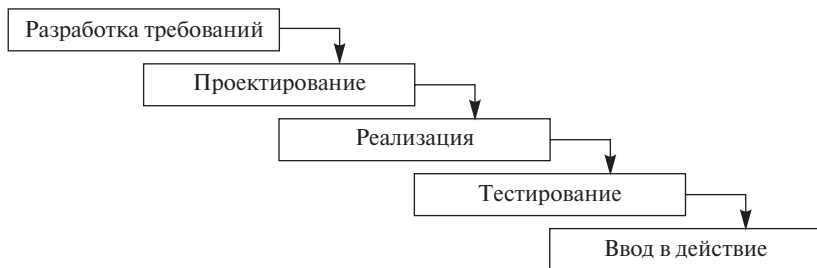 Разработка требований
Проектирование
Реализация
Тестирование
Ввод в действие